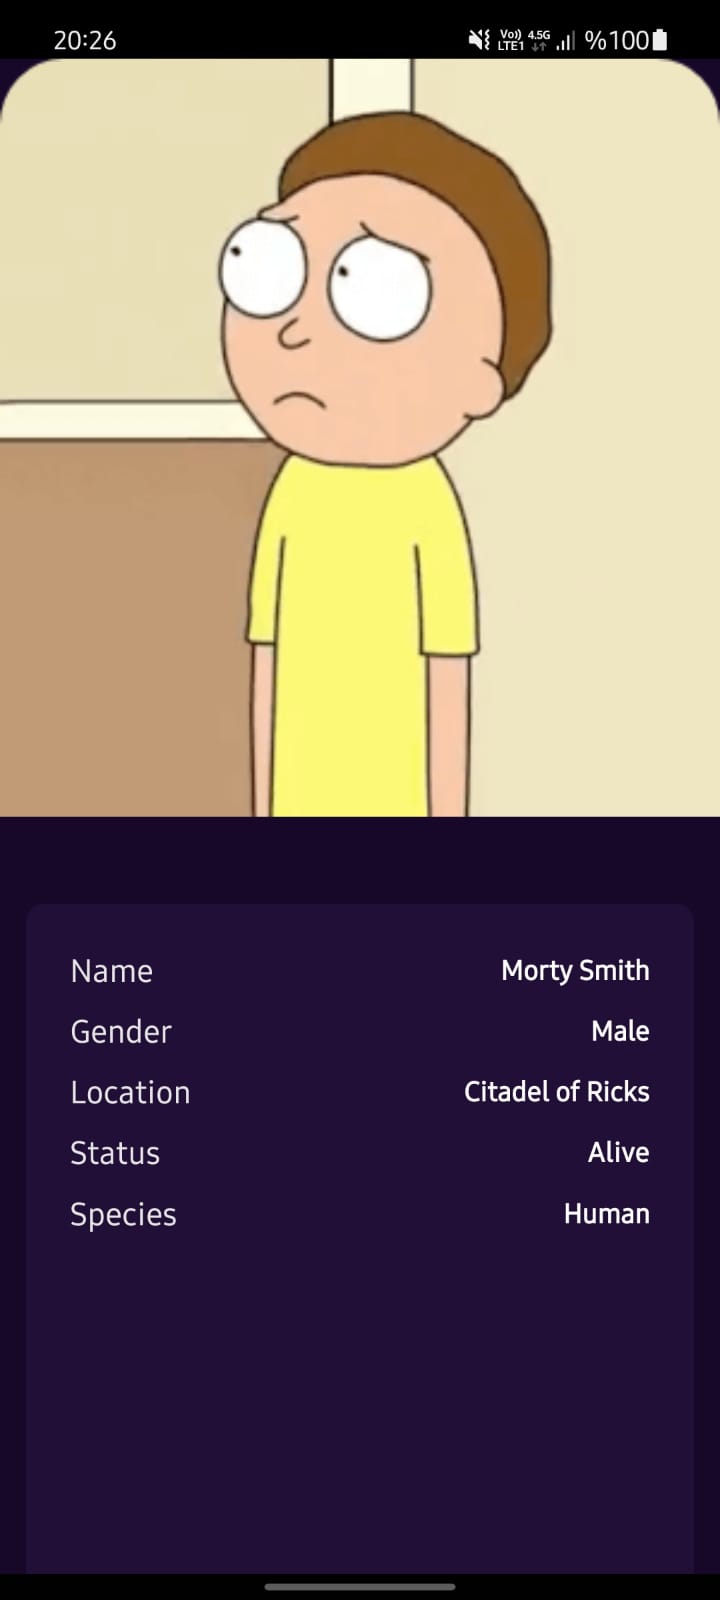 20:26 Vo)) LTE1 4.5G %100
Name Morty Smith
Gender Male
Location Citadel of Ricks
Status Alive
Species Human